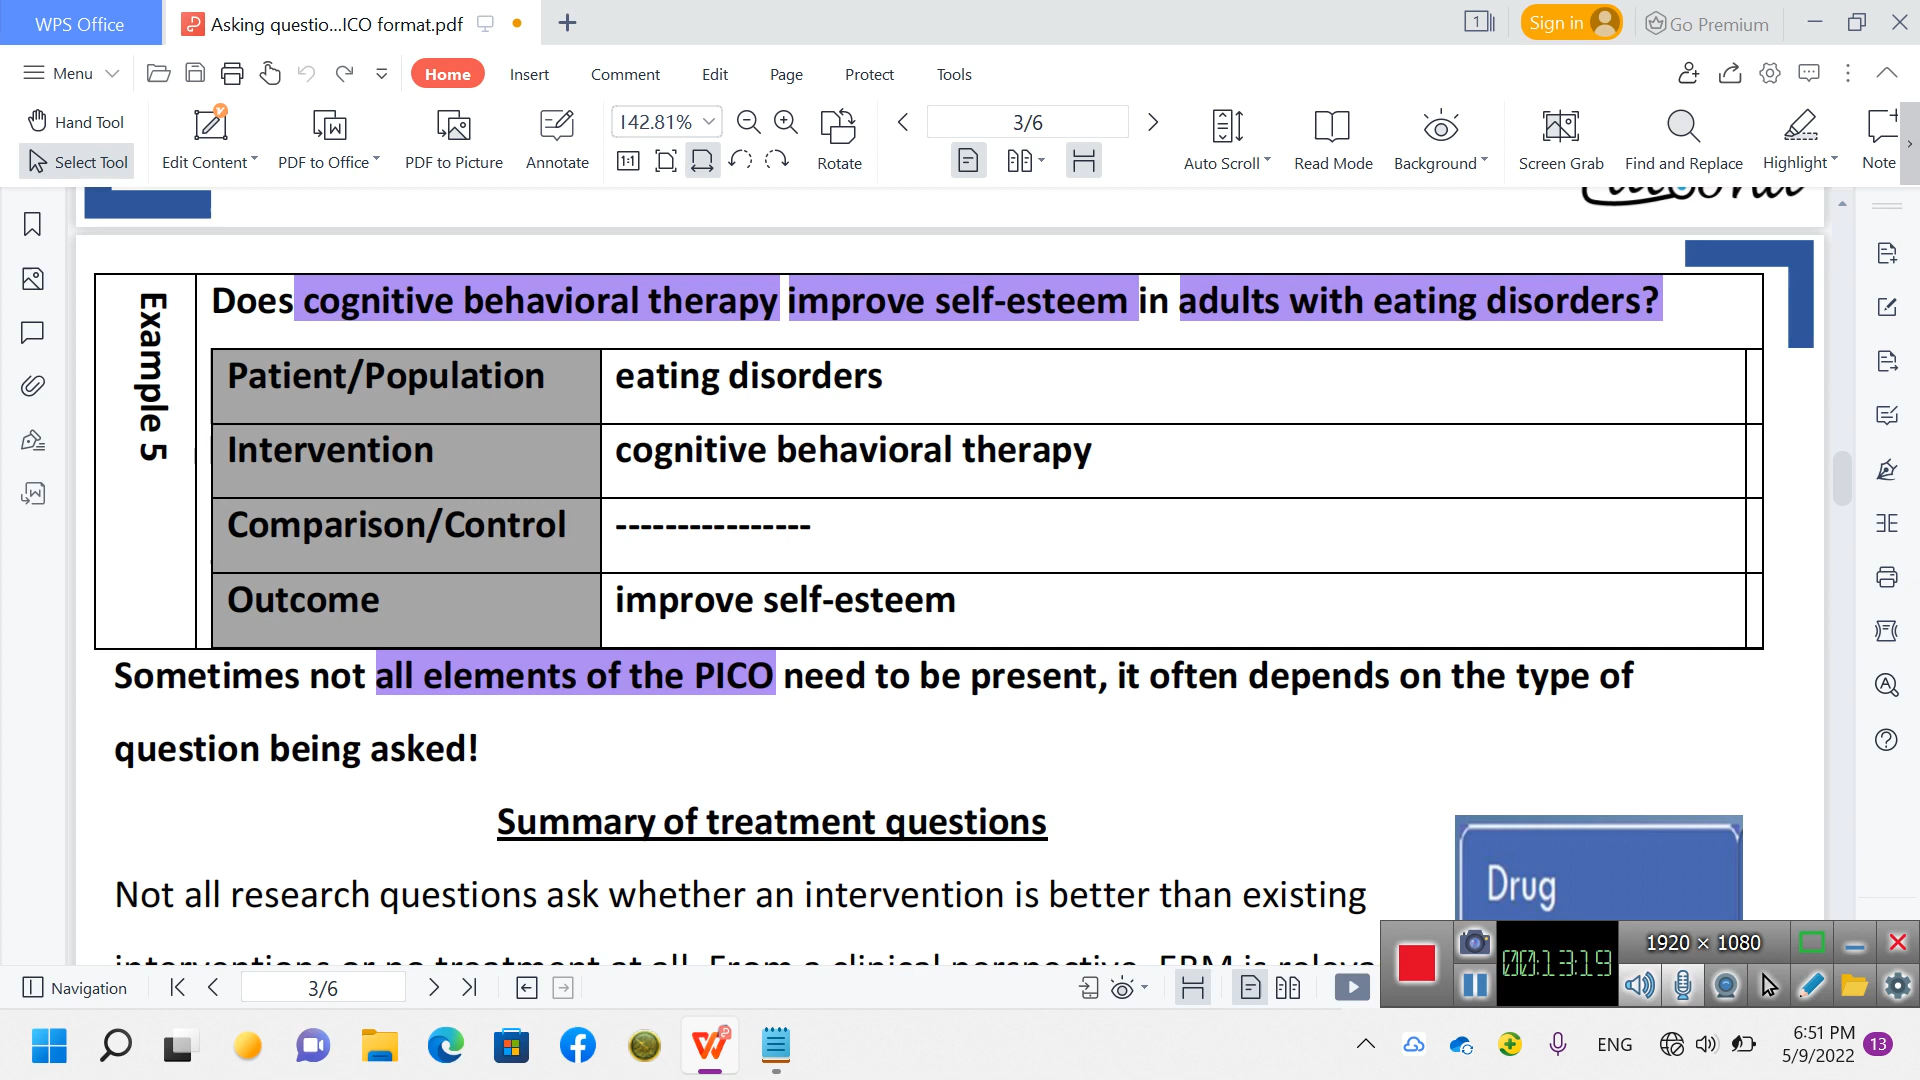 WPS Office
Asking questio...ICO format.pdf
1
Sign in
Go Premium
Menu
Home
Insert
Comment
Edit
Page
Protect
Tools
Hand Tool
Select Tool
Edit Content
PDF to Office
PDF to Picture
Annotate
142.81%
1:1
Rotate
3/6
Auto Scroll
Read Mode
Background
Screen Grab
Find and Replace
Highlight
Note
Example 5
Does cognitive behavioral therapy improve self-esteem in adults with eating disorders?
Patient/Population eating disorders
Intervention cognitive behavioral therapy
Comparison/Control ----------------
Outcome improve self-esteem
Sometimes not all elements of the PICO need to be present, it often depends on the type of
question being asked!
Summary of treatment questions
Drug
Not all research questions ask whether an intervention is better than existing
1920 × 1080
00:13:19
Navigation
3/6
ENG
6:51 PM
5/9/2022
13